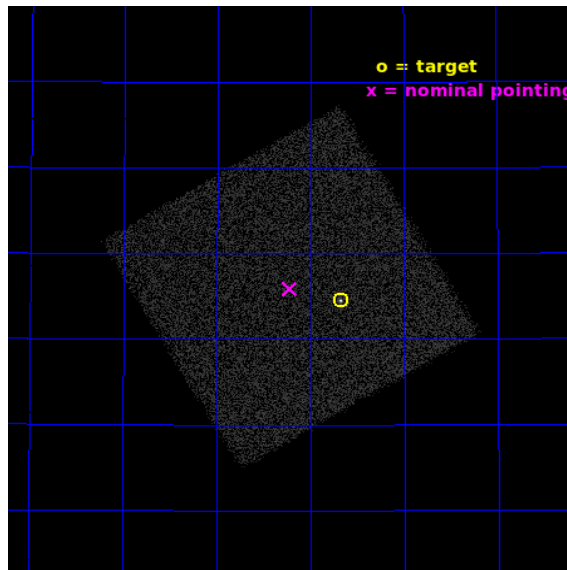 o = target
x = nominal pointing